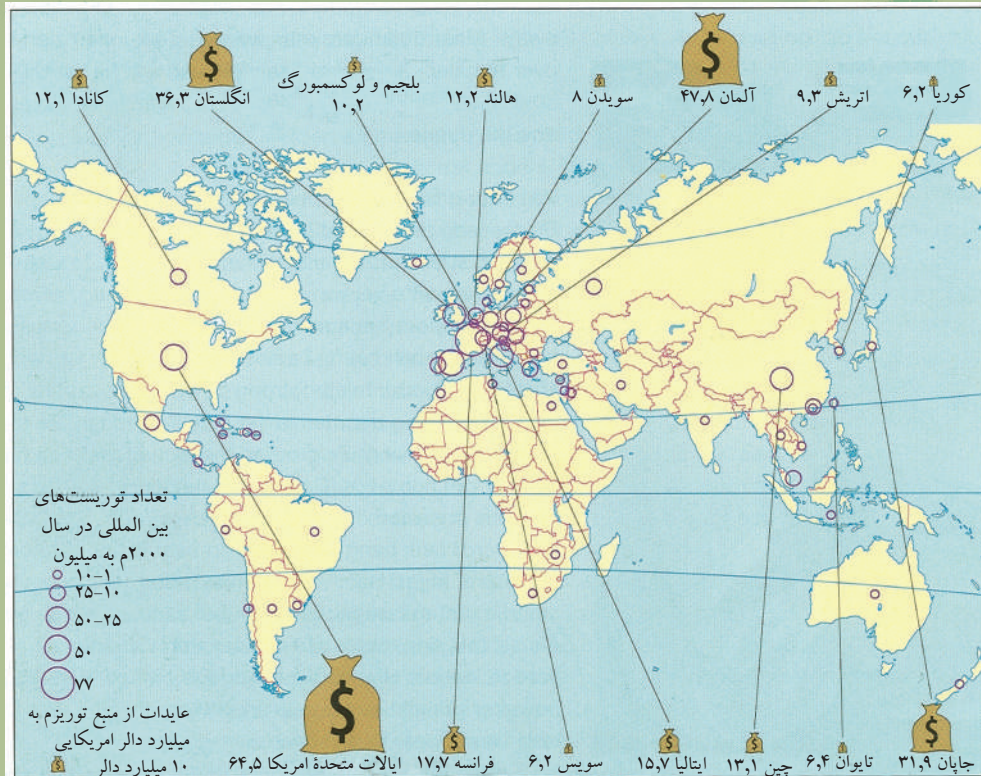 کوریا ۶,۲
اتریش ۹,۳
آلمان ۴۷,۸
سویدن ۸
هالند ۱۲,۲
بلجیم و لوکسمبورگ
۱۰,۲
انگلستان ۳۶,۳
کانادا ۱۲,۱
تعداد توریست‌های
بین المللی در سال
۲۰۰۰م به میلیون
۱۰-۱
۲۵-۱۰
۵۰-۲۵
۵۰
۷۷
عایدات از منبع توریزم به
میلیارد دالر امریکایی
۱۰ میلیارد دالر
جاپان ۳۱,۹
تایوان ۶,۴
چین ۱۳,۱
ایتالیا ۱۵,۷
سویس ۶,۲
فرانسه ۱۷,۷
ایالات متحدۀ امریکا ۶۴,۵